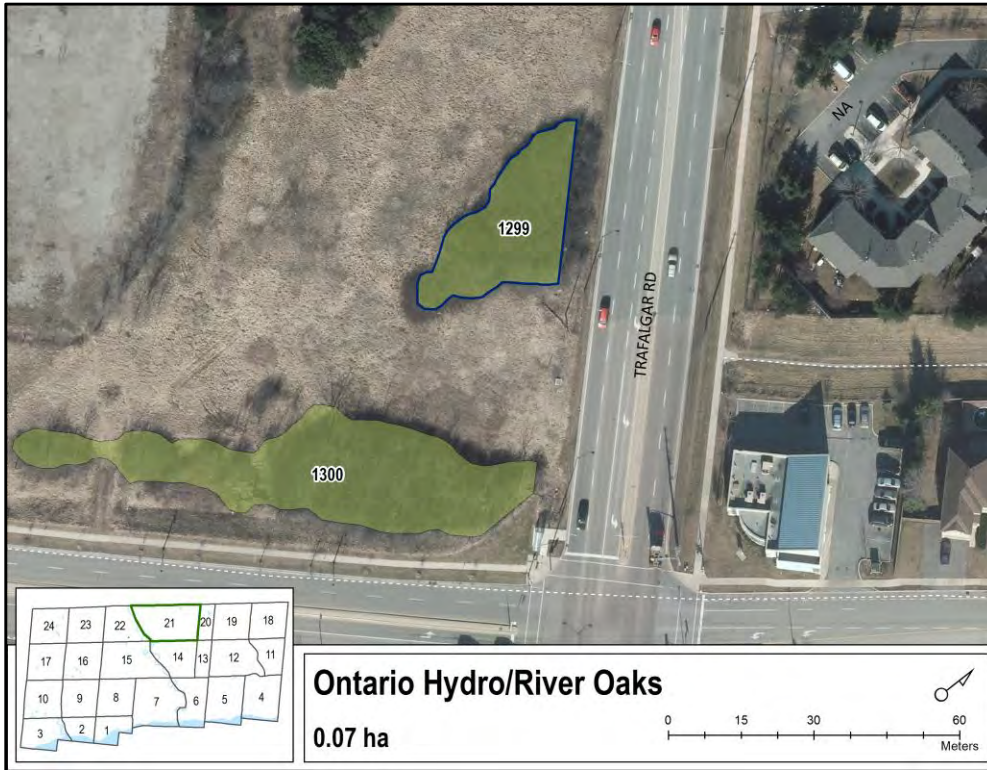 NA
1299
TRAFALGAR RD
1300
24 23 22 21 20 19 18
17 16 15 14 13 12 11
10 9 8 7 6 5 4
3 2 1
Ontario Hydro/River Oaks
0.07 ha
0 15 30 60
Meters